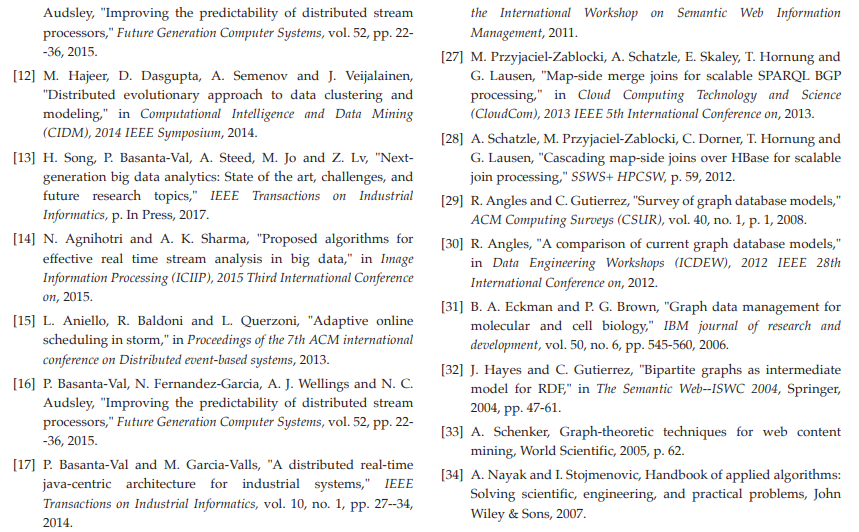 Audsley, "Improving the predictability of distributed stream
processors," Future Generation Computer Systems, vol. 52, pp. 22-
-36, 2015.
[12] M. Hajeer, D. Dasgupta, A. Semenov and J. Veijalainen,
"Distributed evolutionary approach to data clustering and
modeling," in Computational Intelligence and Data Mining
(CIDM), 2014 IEEE Symposium, 2014.
[13] H. Song, P. Basanta-Val, A. Steed, M. Jo and Z. Lv, "Next-
generation big data analytics: State of the art, challenges, and
future research topics," IEEE Transactions on Industrial
Informatics, p. In Press, 2017.
[14] N. Agnihotri and A. K. Sharma, "Proposed algorithms for
effective real time stream analysis in big data," in Image
Information Processing (ICIIP), 2015 Third International Conference
on, 2015.
[15] L. Aniello, R. Baldoni and L. Querzoni, "Adaptive online
scheduling in storm," in Proceedings of the 7th ACM international
conference on Distributed event-based systems, 2013.
[16] P. Basanta-Val, N. Fernandez-Garcia, A. J. Wellings and N. C.
Audsley, "Improving the predictability of distributed stream
processors," Future Generation Computer Systems, vol. 52, pp. 22-
-36, 2015.
[17] P. Basanta-Val and M. Garcia-Valls, "A distributed real-time
java-centric architecture for industrial systems," IEEE
Transactions on Industrial Informatics, vol. 10, no. 1, pp. 27--34,
2014.
the International Workshop on Semantic Web Information
Management, 2011.
[27] M. Przyjaciel-Zablocki, A. Schatzle, E. Skaley, T. Hornung and
G. Lausen, "Map-side merge joins for scalable SPARQL BGP
processing," in Cloud Computing Technology and Science
(CloudCom), 2013 IEEE 5th International Conference on, 2013.
[28] A. Schatzle, M. Przyjaciel-Zablocki, C. Dorner, T. Hornung and
G. Lausen, "Cascading map-side joins over HBase for scalable
join processing," SSWS+ HPCSW, p. 59, 2012.
[29] R. Angles and C. Gutierrez, "Survey of graph database models,"
ACM Computing Surveys (CSUR), vol. 40, no. 1, p. 1, 2008.
[30] R. Angles, "A comparison of current graph database models,"
in Data Engineering Workshops (ICDEW), 2012 IEEE 28th
International Conference on, 2012.
[31] B. A. Eckman and P. G. Brown, "Graph data management for
molecular and cell biology," IBM journal of research and
development, vol. 50, no. 6, pp. 545-560, 2006.
[32] J. Hayes and C. Gutierrez, "Bipartite graphs as intermediate
model for RDF," in The Semantic Web--ISWC 2004, Springer,
2004, pp. 47-61.
[33] A. Schenker, Graph-theoretic techniques for web content
mining, World Scientific, 2005, p. 62.
[34] A. Nayak and I. Stojmenovic, Handbook of applied algorithms:
Solving scientific, engineering, and practical problems, John
Wiley & Sons, 2007.